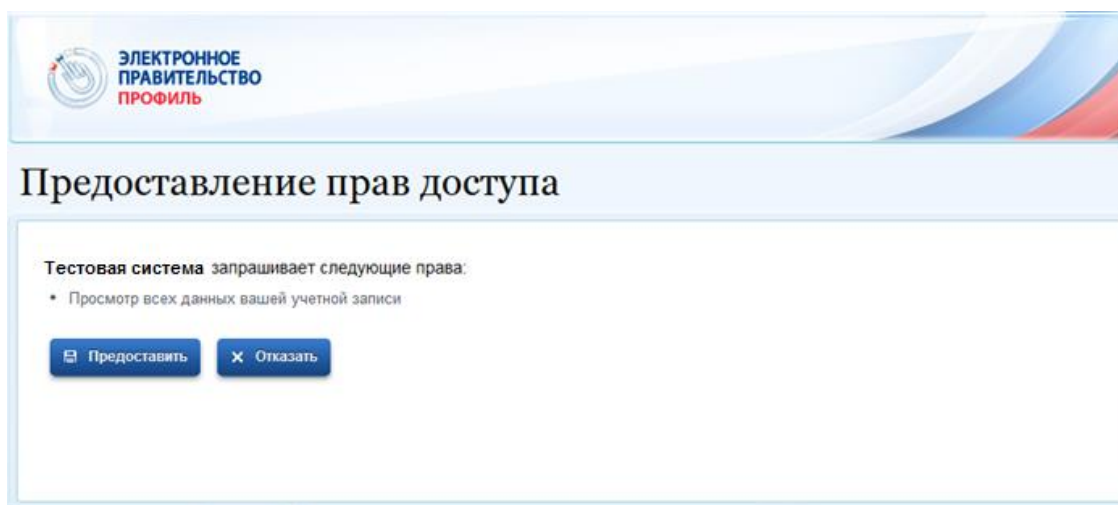 ЭЛЕКТРОННОЕ
ПРАВИТЕЛЬСТВО
ПРОФИЛЬ
Предоставление прав доступа
Тестовая система запрашивает следующие права:
• Просмотр всех данных вашей учетной записи
Предоставить
Отказать